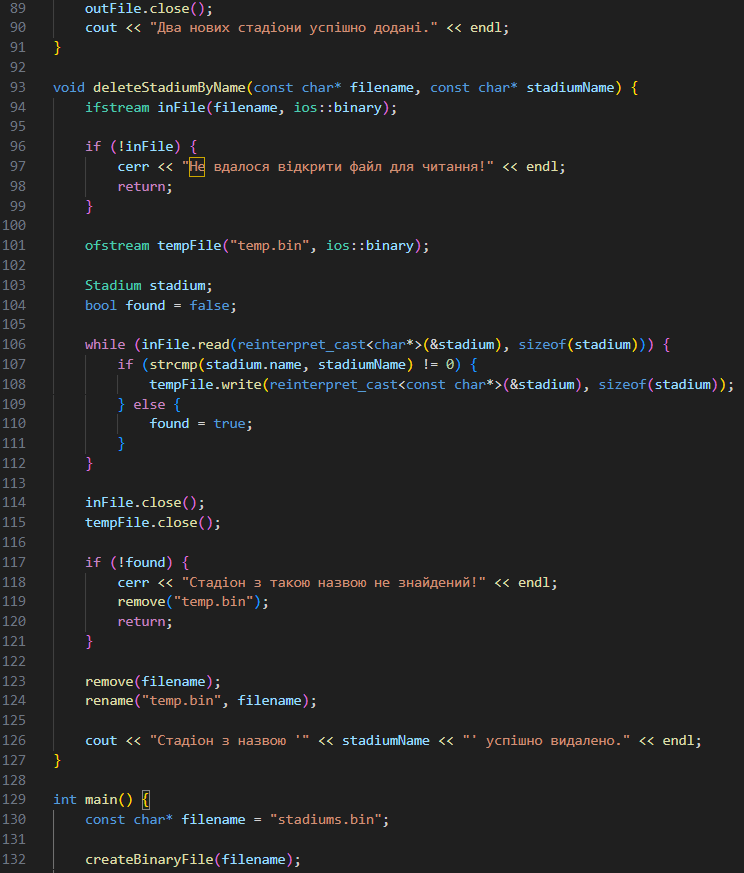 89 outFile.close();
90 cout << "Два нових стадіони успішно додані." << endl;
91 }
92
93 void deleteStadiumByName(const char* filename, const char* stadiumName) {
94 ifstream inFile(filename, ios::binary);
95
96 if (!inFile) {
97 cerr << "Не вдалося відкрити файл для читання!" << endl;
98 return;
99 }
100
101 ofstream tempFile("temp.bin", ios::binary);
102
103 Stadium stadium;
104 bool found = false;
105
106 while (inFile.read(reinterpret_cast<char*>(&stadium), sizeof(stadium))) {
107 if (strcmp(stadium.name, stadiumName) != 0) {
108 tempFile.write(reinterpret_cast<const char*>(&stadium), sizeof(stadium));
109 } else {
110 found = true;
111 }
112 }
113
114 inFile.close();
115 tempFile.close();
116
117 if (!found) {
118 cerr << "Стадіон з такою назвою не знайдений!" << endl;
119 remove("temp.bin");
120 return;
121 }
122
123 remove(filename);
124 rename("temp.bin", filename);
125
126 cout << "Стадіон з назвою '" << stadiumName << "' успішно видалено." << endl;
127 }
128
129 int main() {
130 const char* filename = "stadiums.bin";
131
132 createBinaryFile(filename);